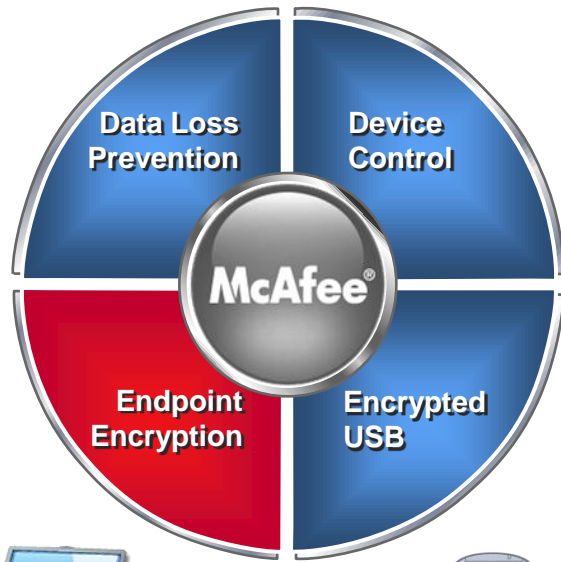 Data Loss
Prevention
Device
Control
McAfee®
Endpoint
Encryption
Encrypted
USB